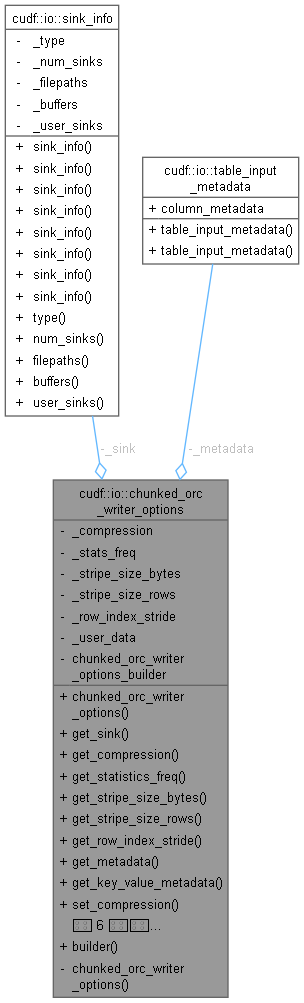 cudf::io::sink_info
- _type
- _num_sinks
- _filepaths
- _buffers
- _user_sinks
+ sink_info()
+ sink_info()
+ sink_info()
+ sink_info()
+ sink_info()
+ sink_info()
+ sink_info()
+ sink_info()
+ type()
+ num_sinks()
+ filepaths()
+ buffers()
+ user_sinks()
cudf::io::table_input
_metadata
+ column_metadata
+ table_input_metadata()
+ table_input_metadata()
-_sink
-_metadata
cudf::io::chunked_orc
_writer_options
- _compression
- _stats_freq
- _stripe_size_bytes
- _stripe_size_rows
- _row_index_stride
- _user_data
- chunked_orc_writer
_options_builder
+ chunked_orc_writer
_options()
+ get_sink()
+ get_compression()
+ get_statistics_freq()
+ get_stripe_size_bytes()
+ get_stripe_size_rows()
+ get_row_index_stride()
+ get_metadata()
+ get_key_value_metadata()
+ set_compression()
6 ...
+ builder()
- chunked_orc_writer
_options()